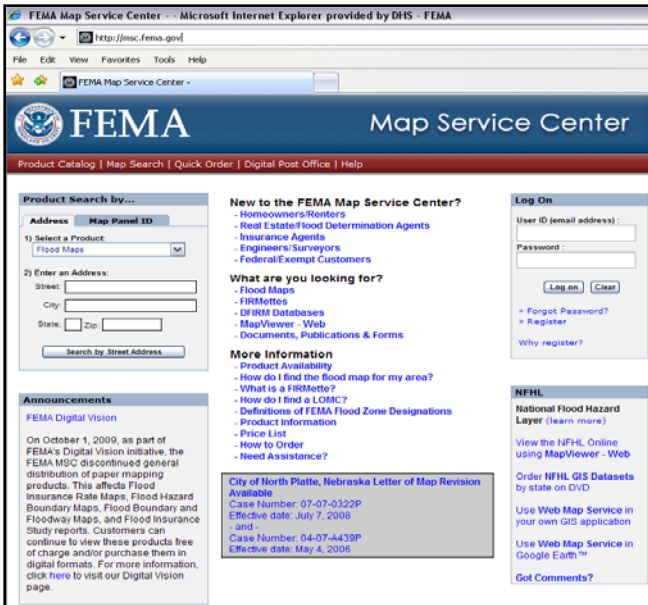 FEMA Map Service Center - - Microsoft Internet Explorer provided by DHS - FEMA
http://msc.fema.gov
File Edit View Favorites Tools Help
FEMA Map Service Center -
FEMA
Map Service Center
Product Catalog | Map Search | Quick Order | Digital Post Office | Help
Product Search by...
Address Map Panel ID
1) Select a Product:
Flood Maps
2) Enter an Address:
Street:
City:
State: Zip:
Search by Street Address
Announcements
FEMA Digital Vision
On October 1, 2009, as part of
FEMA's Digital Vision initiative, the
FEMA MSC discontinued general
distribution of paper mapping
products. This affects Flood
Insurance Rate Maps, Flood Hazard
Boundary Maps, Flood Boundary and
Floodway Maps, and Flood Insurance
Study reports. Customers can
continue to view these products free
of charge and/or purchase them in
digital formats. For more information,
click here to visit our Digital Vision
page.
New to the FEMA Map Service Center?
- Homeowners/Renters
- Real Estate/Flood Determination Agents
- Insurance Agents
- Engineers/Surveyors
- Federal/Exempt Customers
What are you looking for?
- Flood Maps
- FIRMettes
- DFIRM Databases
- MapViewer - Web
- Documents, Publications & Forms
More Information
- Product Availability
- How do I find the flood map for my area?
- What is a FIRMette?
- How do I find a LOMC?
- Definitions of FEMA Flood Zone Designations
- Product Information
- Price List
- How to Order
- Need Assistance?
City of North Platte, Nebraska Letter of Map Revision
Available
Case Number: 07-07-0322P
Effective date: July 7, 2008
- and -
Case Number: 04-07-A439P
Effective date: May 4, 2006
Log On
User ID (email address) :
Password :
Log on Clear
» Forgot Password?
» Register
Why register?
NFHL
National Flood Hazard
Layer (learn more)
View the NFHL Online
using MapViewer - Web
Order NFHL GIS Datasets
by state on DVD
Use Web Map Service in
your own GIS application
Use Web Map Service in
Google Earth™
Got Comments?